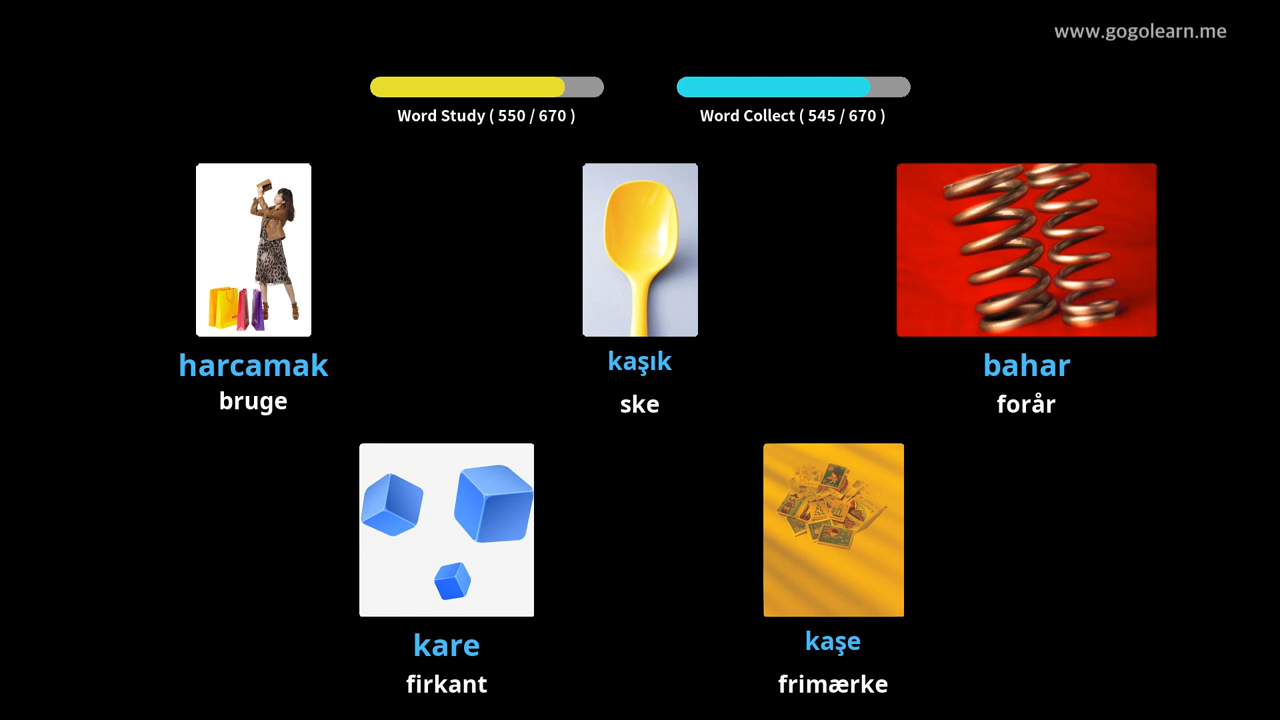 www.gogolearn.me
Word Study ( 550 / 670 )
Word Collect ( 545 / 670 )
harcamak
bruge
kaşık
ske
bahar
forår
kare
firkant
kaşe
frimærke